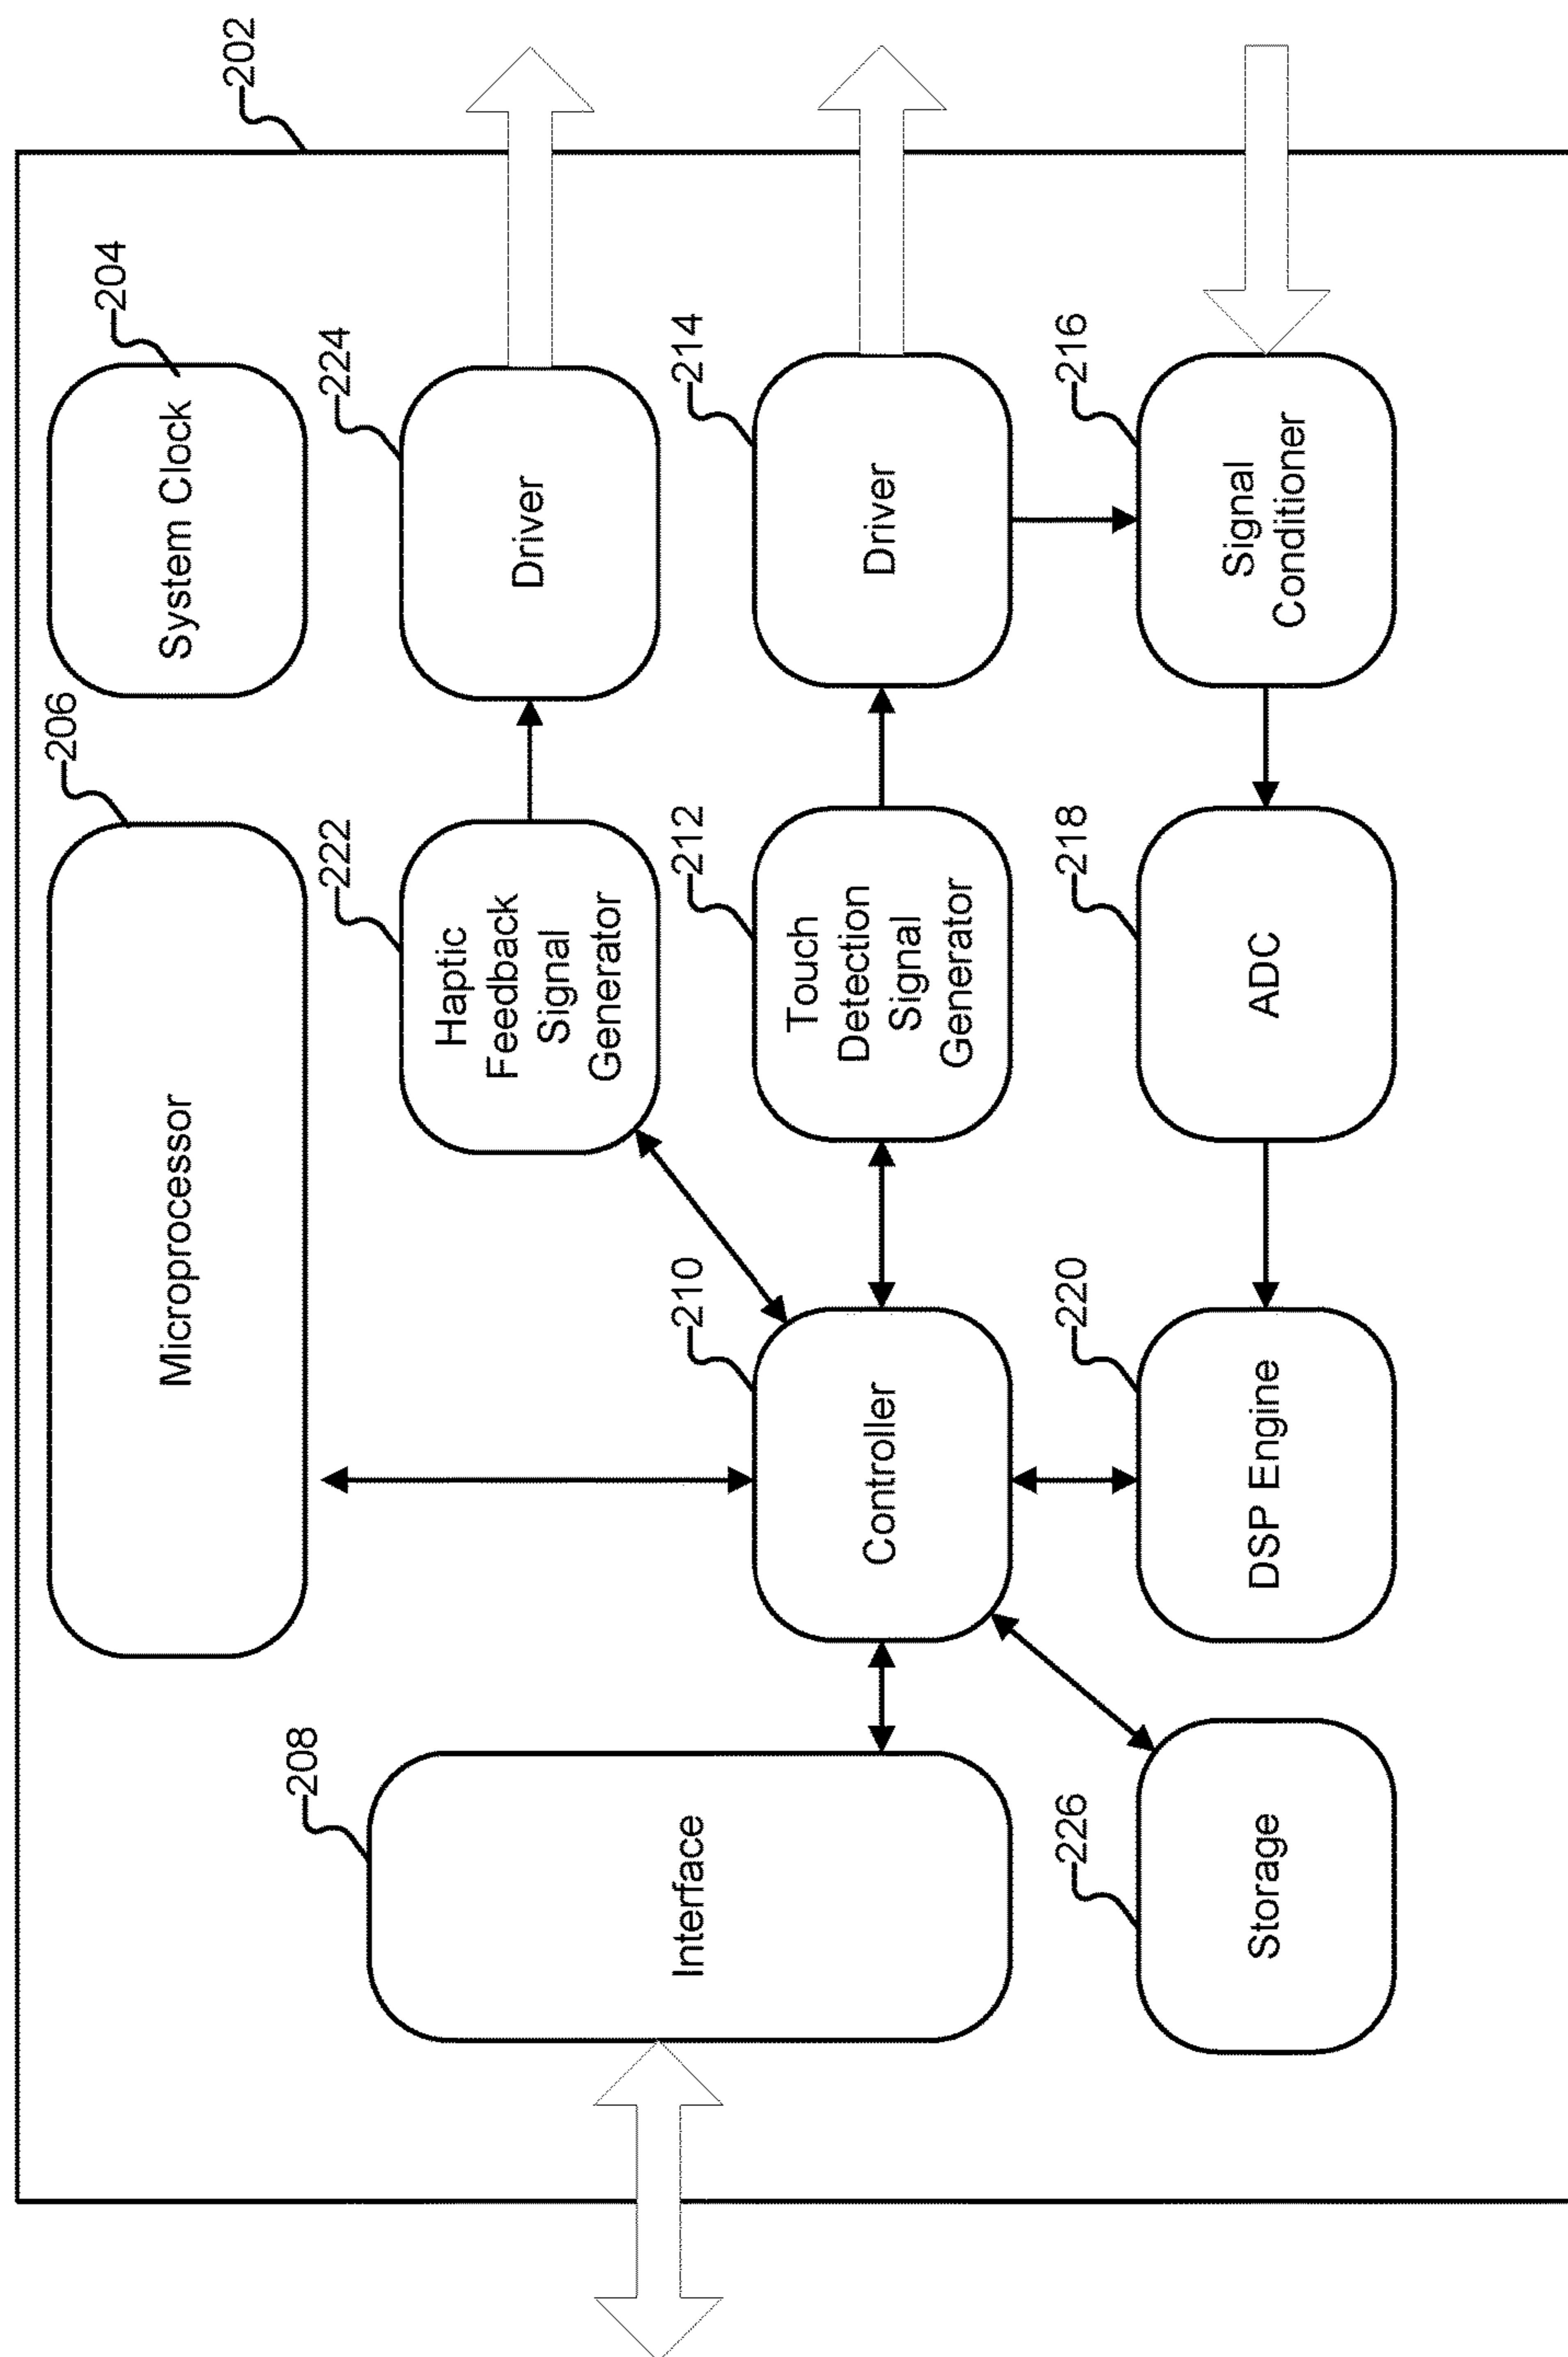 202
206
Microprocessor
204
System Clock
208
Interface
222
Haptic
Feedback
Signal
Generator
224
Driver
210
Controller
212
Touch
Detection
Signal
Generator
214
Driver
226
Storage
220
DSP Engine
218
ADC
216
Signal
Conditioner